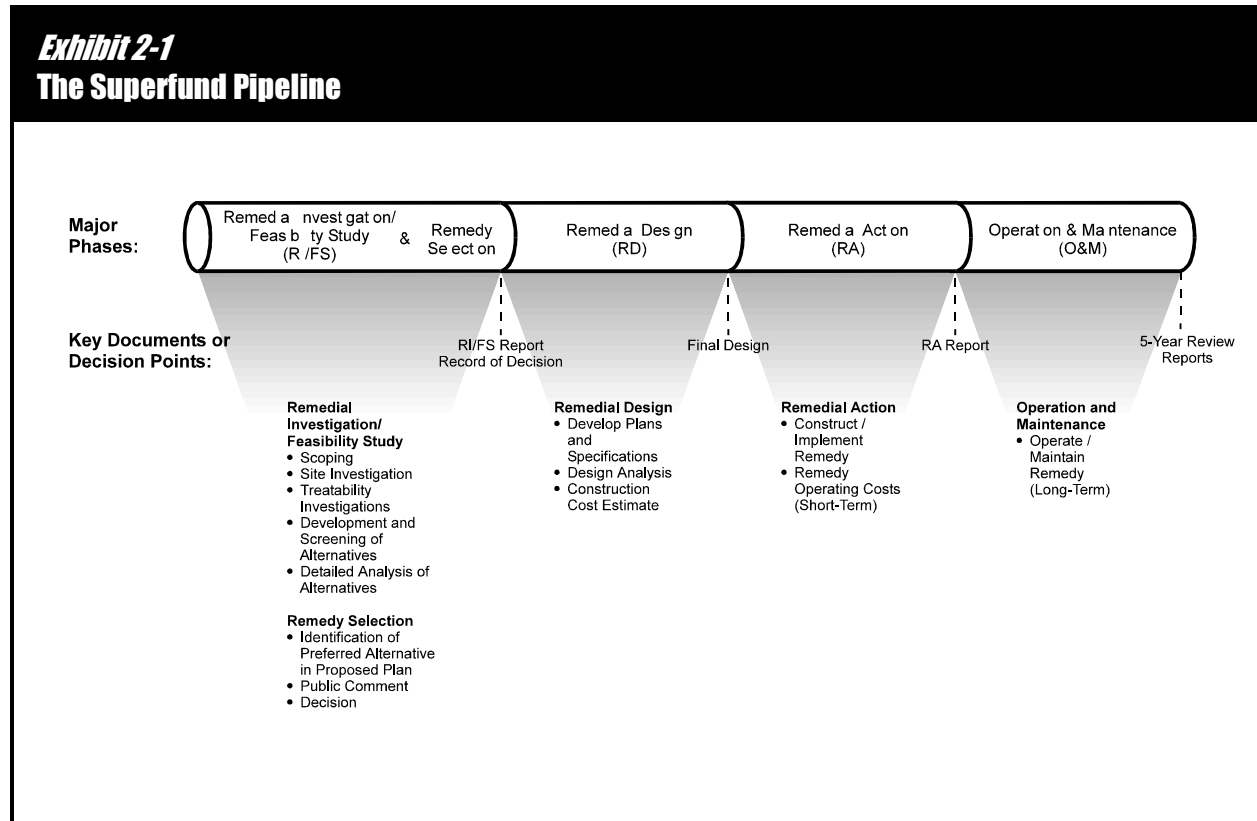 Exhibit 2-1
The Superfund Pipeline
Major
Phases:
Remed a nvest gat on/
Feas b ty Study
(R /FS)
&
Remedy
Se ect on
Remed a Des gn
(RD)
Remed a Act on
(RA)
Operat on & Ma ntenance
(O&M)
Key Documents or
Decision Points:
RI/FS Report
Record of Decision
Final Design
RA Report
5-Year Review
Reports
Remedial
Investigation/
Feasibility Study
• Scoping
• Site Investigation
• Treatability
Investigations
• Development and
Screening of
Alternatives
• Detailed Analysis of
Alternatives
Remedy Selection
• Identification of
Preferred Alternative
in Proposed Plan
• Public Comment
• Decision
Remedial Design
• Develop Plans
and
Specifications
• Design Analysis
• Construction
Cost Estimate
Remedial Action
• Construct /
Implement
Remedy
• Remedy
Operating Costs
(Short-Term)
Operation and
Maintenance
• Operate /
Maintain
Remedy
(Long-Term)